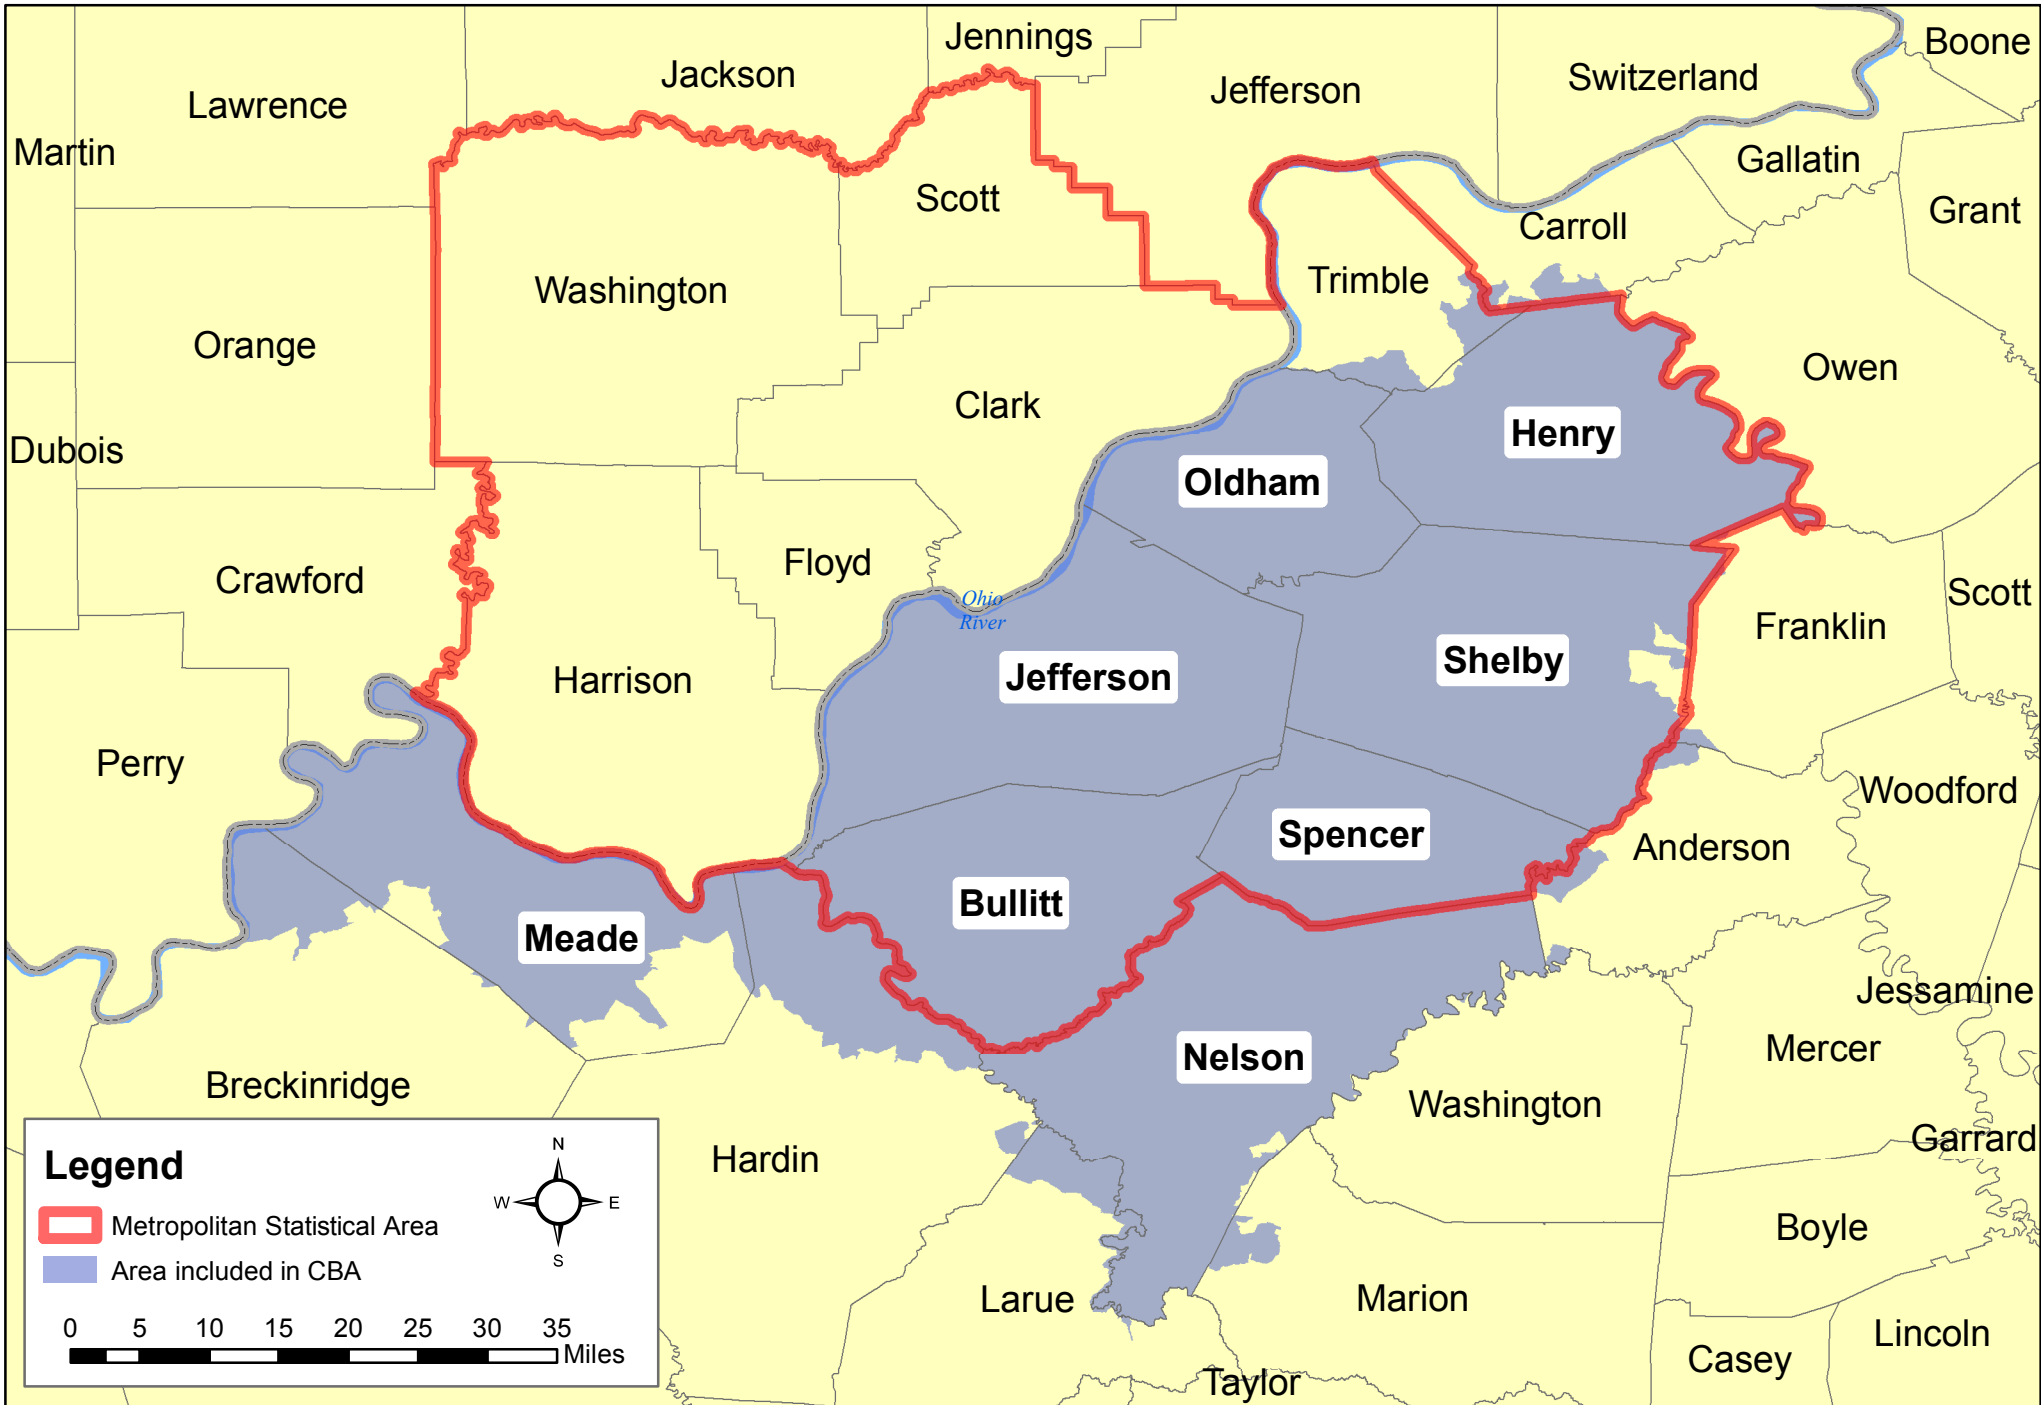 Jennings
Boone
Jackson
Switzerland
Jefferson
Lawrence
Martin
Gallatin
Scott
Grant
Carroll
Trimble
Washington
Orange
Owen
Clark
Henry
Dubois
Oldham
Floyd
Crawford
Scott
Ohio
River
Franklin
Shelby
Jefferson
Harrison
Perry
Woodford
Spencer
Anderson
Bullitt
Meade
Jessamine
Nelson
Mercer
Breckinridge
Washington
Garrard
Hardin
Boyle
Larue
Marion
Lincoln
Casey
Taylor
Legend
N
W
E
S
Metropolitan Statistical Area
Area included in CBA
0 5 10 15 20 25 30 35
Miles